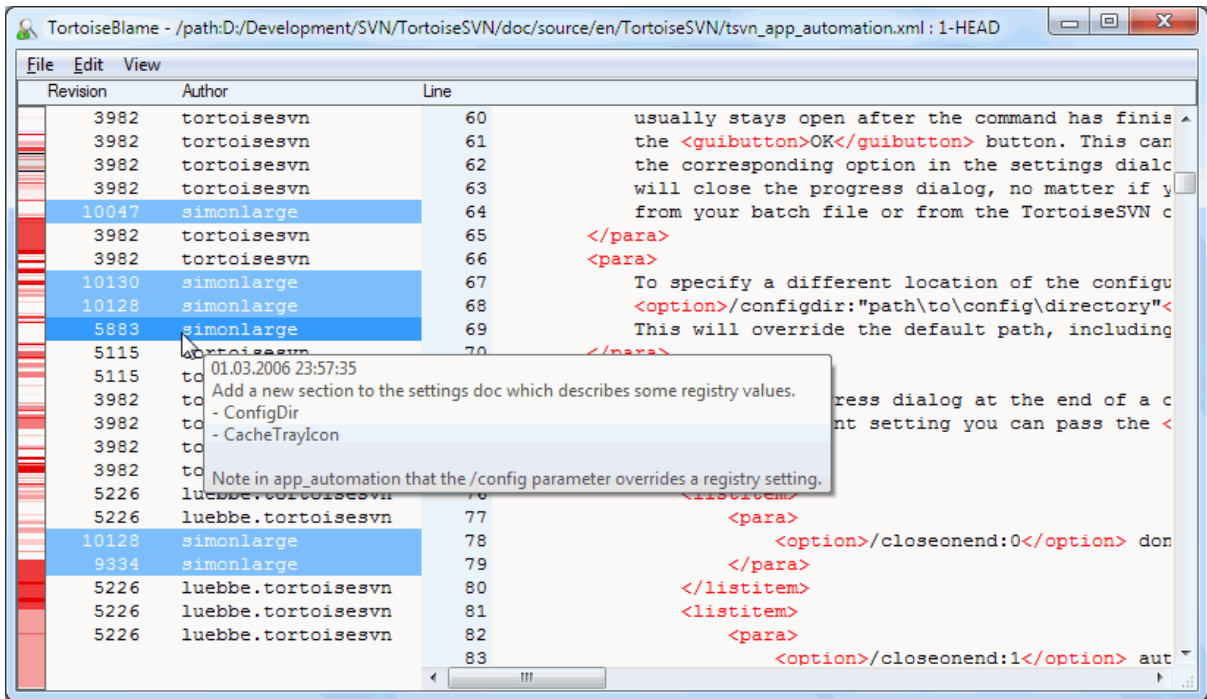 TortoiseBlame - /path:D:/Development/SVN/TortoiseSVN/doc/source/en/TortoiseSVN/tsvn_app_automation.xml : 1-HEAD
File Edit View
Revision Author Line
3982 tortoisesvn 60 usually stays open after the command has finis
3982 tortoisesvn 61 the <guibutton>OK</guibutton> button. This can
3982 tortoisesvn 62 the corresponding option in the settings dialo
3982 tortoisesvn 63 will close the progress dialog, no matter if y
10047 simonlarge 64 from your batch file or from the TortoiseSVN c
3982 tortoisesvn 65 </para>
3982 tortoisesvn 66 <para>
10130 simonlarge 67 To specify a different location of the configu
10128 simonlarge 68 <option>/configdir:"path\to\config\directory"<
5883 simonlarge 69 This will override the default path, including
5115 tortoisesvn 70 </para>
01.03.2006 23:57:35
5115 to
Add a new section to the settings doc which describes some registry values.
3982 to ress dialog at the end of a c
- ConfigDir
3982 to nt setting you can pass the <
- CacheTrayIcon
3982 to
3982 to
Note in app_automation that the /config parameter overrides a registry setting.
5226 luebbe.tortoisesvn 76 <listitem>
5226 luebbe.tortoisesvn 77 <para>
10128 simonlarge 78 <option>/closeonend:0</option> don
9334 simonlarge 79 </para>
5226 luebbe.tortoisesvn 80 </listitem>
5226 luebbe.tortoisesvn 81 <listitem>
5226 luebbe.tortoisesvn 82 <para>
83 <option>/closeonend:1</option> aut